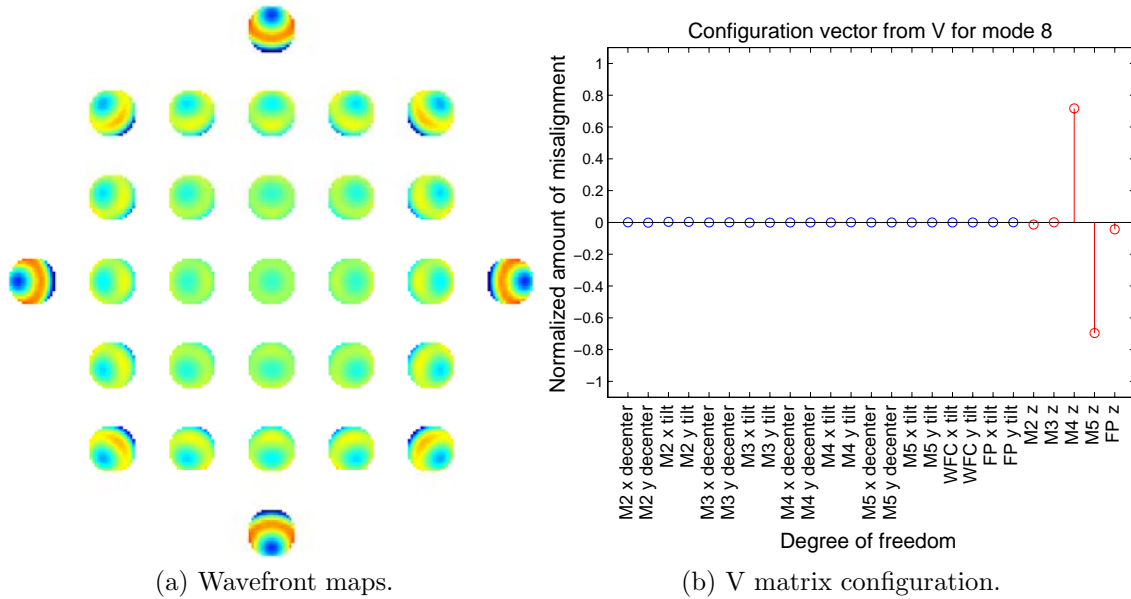 Configuration vector from V for mode 8
Normalized amount of misalignment
1
0.8
0.6
0.4
0.2
0
−0.2
−0.4
−0.6
−0.8
−1
M2 x decenter
M2 y decenter
M2 x tilt
M2 y tilt
M3 x decenter
M3 y decenter
M3 x tilt
M3 y tilt
M4 x decenter
M4 y decenter
M4 x tilt
M4 y tilt
M5 x decenter
M5 y decenter
M5 x tilt
M5 y tilt
WFC x tilt
WFC y tilt
FP x tilt
FP y tilt
M2 z
M3 z
M4 z
M5 z
FP z
Degree of freedom
(a) Wavefront maps.
(b) V matrix configuration.